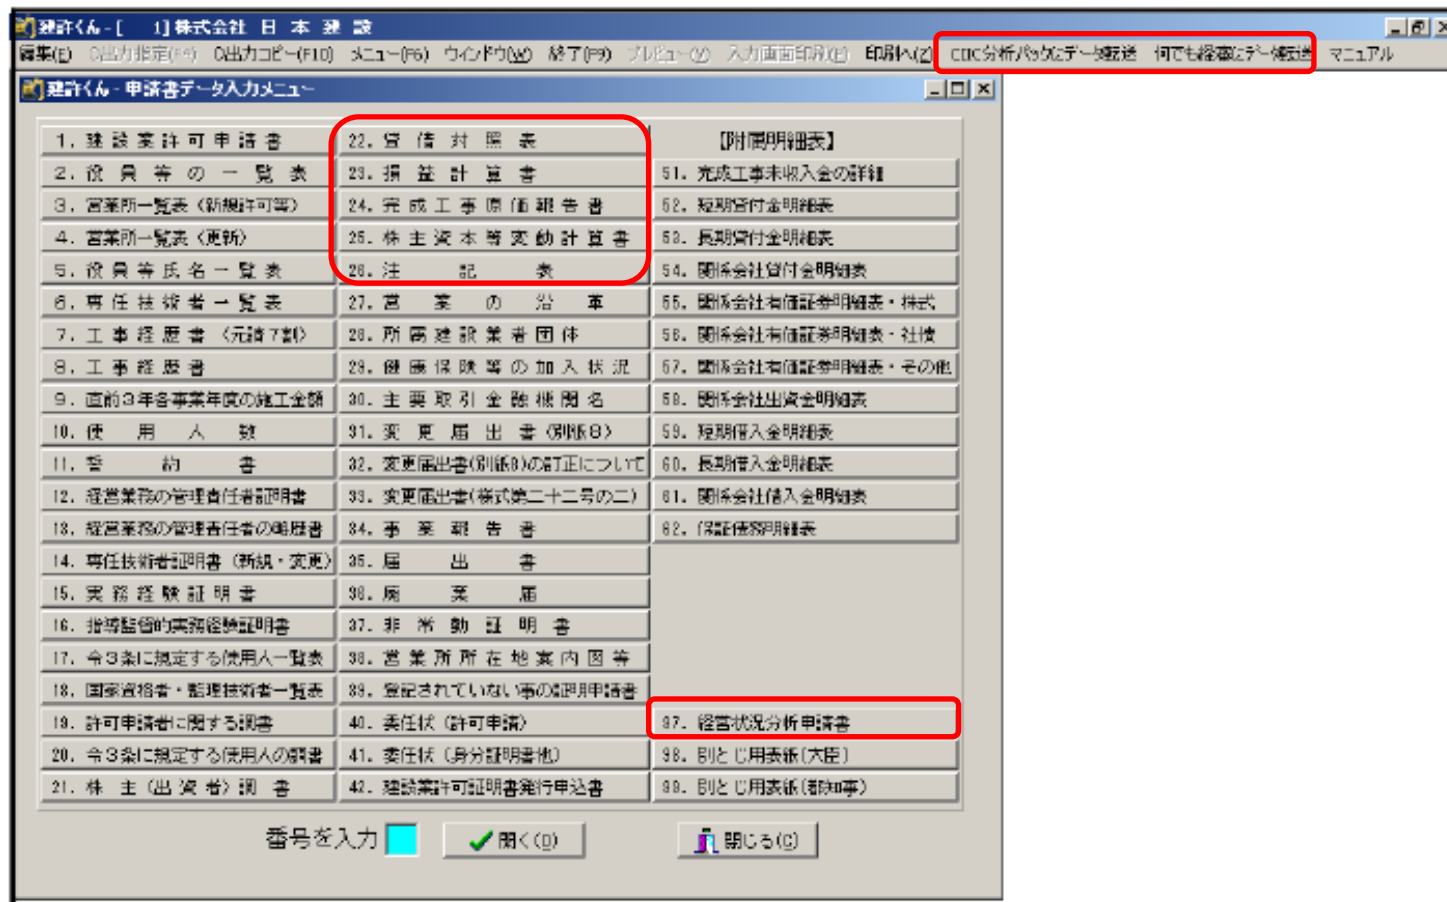 建許くん - [　　1] 株式会社 日 本 建 設
編集(E) O出力指定(F4) O出力コピー(F10) メニュー(F6) ウインドウ(W) 終了(F9) プレビュー(V) 入力画面印刷(P) 印刷へ(Z) CIIC分析パックにデータ転送 何でも経審にデータ転送 マニュアル
建許くん - 申請書データ入力メニュー
1. 建設業許可申請書
2. 役員等の一覧表
3. 営業所一覧表（新規許可等）
4. 営業所一覧表（更新）
5. 役員等氏名一覧表
6. 専任技術者一覧表
7. 工事経歴書（元請７割）
8. 工事経歴書
9. 直前３年各事業年度の施工金額
10. 使用人数
11. 誓約書
12. 経営業務の管理責任者証明書
13. 経営業務の管理責任者の略歴書
14. 専任技術者証明書（新規・変更）
15. 実務経験証明書
16. 指導監督的実務経験証明書
17. 令３条に規定する使用人一覧表
18. 国家資格者・監理技術者一覧表
19. 許可申請者に関する調書
20. 令３条に規定する使用人の調書
21. 株主（出資者）調書
22. 貸借対照表
23. 損益計算書
24. 完成工事原価報告書
25. 株主資本等変動計算書
26. 注記表
27. 営業の沿革
28. 所属建設業者団体
29. 健康保険等の加入状況
30. 主要取引金融機関名
31. 変更届出書（別紙８）
32. 変更届出書(別紙8)の訂正について
33. 変更届出書(様式第二十二号の二)
34. 事業報告書
35. 届出書
36. 廃業届
37. 非常勤証明書
38. 営業所所在地案内図等
39. 登記されていない事の証明申請書
40. 委任状（許可申請）
41. 委任状（身分証明書他）
42. 建設業許可証明書発行申込書
【附属明細表】
51. 完成工事未収入金の詳細
52. 短期貸付金明細表
53. 長期貸付金明細表
54. 関係会社貸付金明細表
55. 関係会社有価証券明細表・株式
56. 関係会社有価証券明細表・社債
57. 関係会社有価証券明細表・その他
58. 関係会社出資金明細表
59. 短期借入金明細表
60. 長期借入金明細表
61. 関係会社借入金明細表
62. 保証債務明細表
97. 経営状況分析申請書
98. 別とじ用表紙（大臣）
99. 別とじ用表紙（都知事）
番号を入力
開く(O)
閉じる(C)